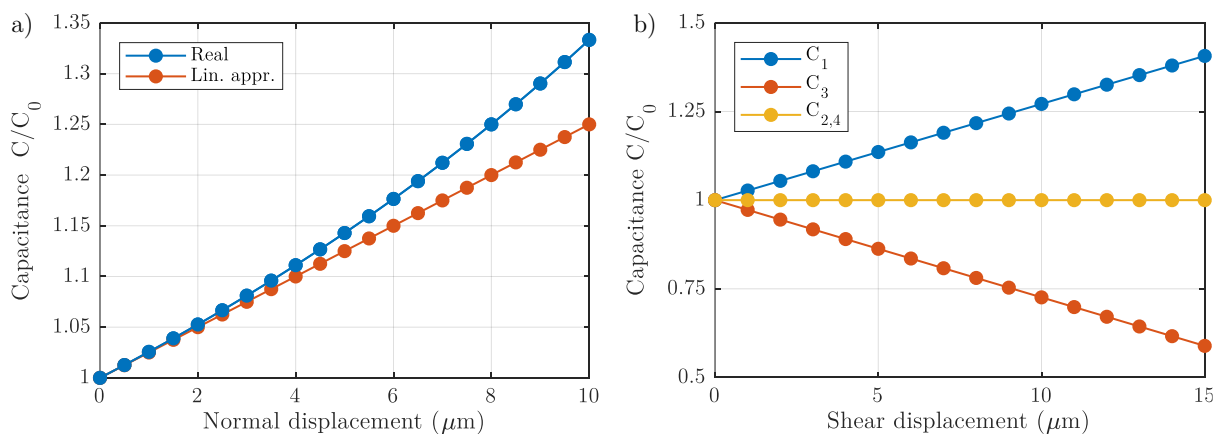 a)
Capacitance C/C0
1.35
1.3
1.25
1.2
1.15
1.1
1.05
1
Real
Lin. appr.
0 2 4 6 8 10
Normal displacement (μm)
b)
Capacitance C/C0
1.5
1.25
1
0.75
0.5
C1
C3
C2,4
0 5 10 15
Shear displacement (μm)